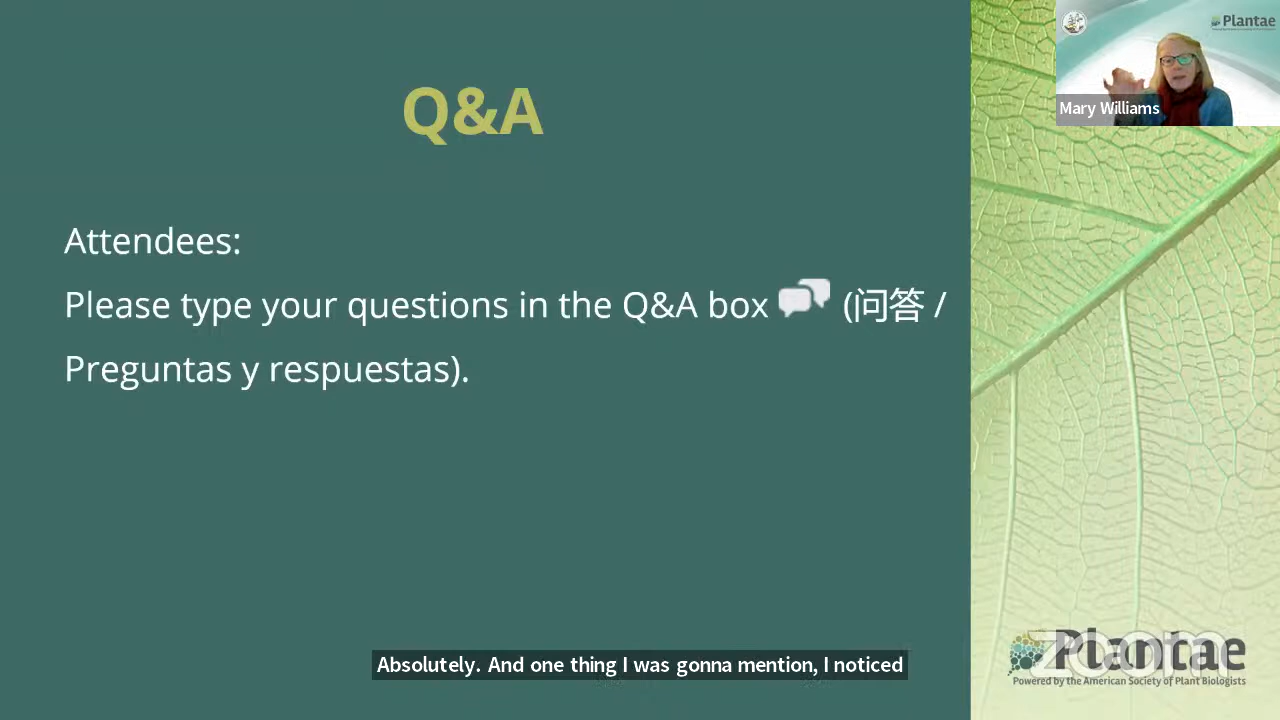 Q&A
Attendees:
Please type your questions in the Q&A box (问答 /
Preguntas y respuestas).
Plantae
Mary Williams
Absolutely. And one thing I was gonna mention, I noticed
zoom
Plantae
Powered by the American Society of Plant Biologists